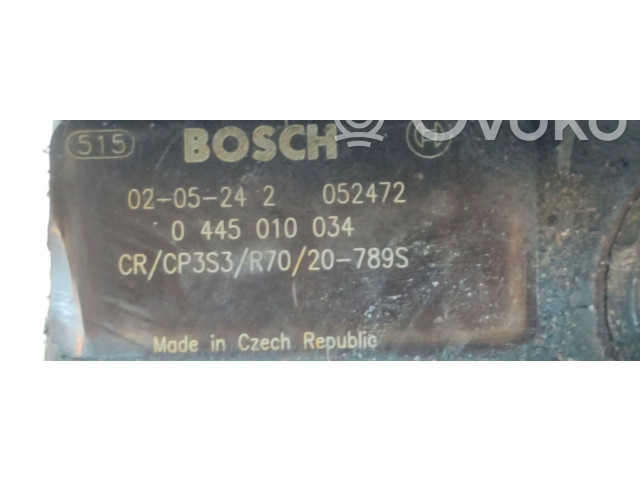 515 BOSCH Ovoko
02-05-24 2 052472
0 445 010 034
CR/CP3S3/R70/20-789S
Made in Czech Republic